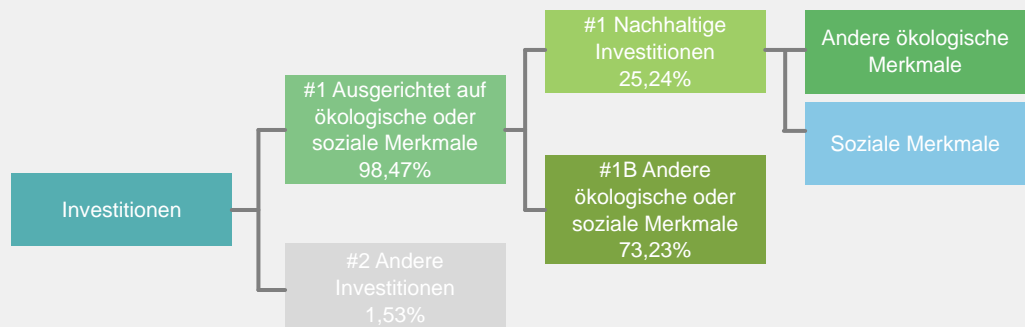 Investitionen
#1 Ausgerichtet auf
ökologische oder
soziale Merkmale
98,47%
#2 Andere
Investitionen
1,53%
#1 Nachhaltige
Investitionen
25,24%
#1B Andere
ökologische oder
soziale Merkmale
73,23%
Andere ökologische
Merkmale
Soziale Merkmale